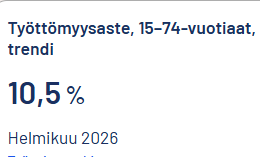 Työttömyysaste, 15–74-vuotiaat,
trendi
10,5 %
Helmikuu 2026